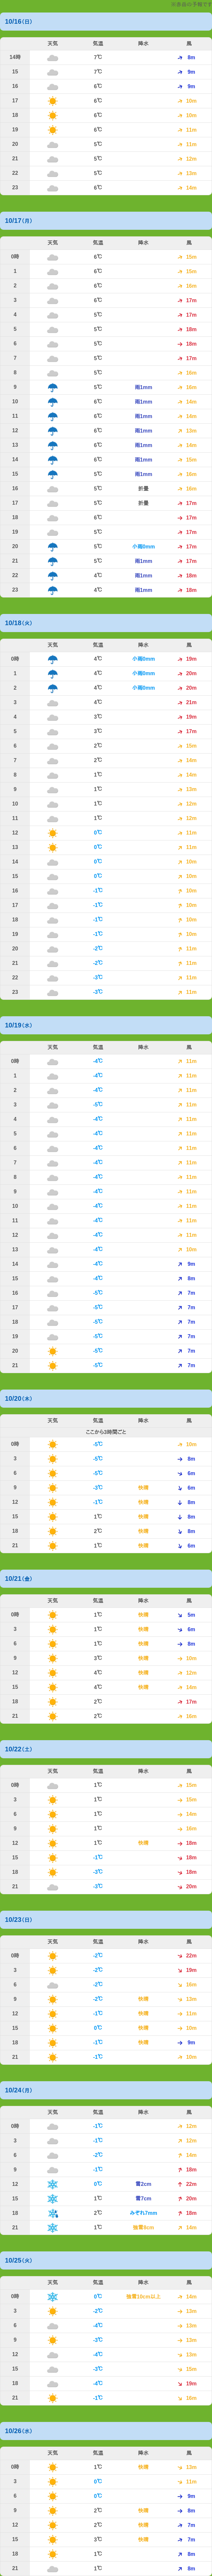 10/16(日)
天気 気温 降水 風
14時 7℃ 8m
15 7℃ 9m
16 6℃ 9m
17 6℃ 10m
18 6℃ 10m
19 6℃ 11m
20 5℃ 11m
21 5℃ 12m
22 5℃ 13m
23 6℃ 14m
10/17(月)
天気 気温 降水 風
0時 6℃ 15m
1 6℃ 15m
2 6℃ 16m
3 6℃ 17m
4 5℃ 17m
5 5℃ 18m
6 5℃ 18m
7 5℃ 17m
8 5℃ 16m
9 5℃ 雨1mm 16m
10 6℃ 雨1mm 14m
11 6℃ 雨1mm 14m
12 6℃ 雨1mm 13m
13 6℃ 雨1mm 14m
14 6℃ 雨1mm 15m
15 5℃ 雨1mm 16m
16 5℃ 折畳 16m
17 5℃ 折畳 17m
18 6℃ 17m
19 5℃ 17m
20 5℃ 小雨0mm 17m
21 5℃ 雨1mm 17m
22 4℃ 雨1mm 18m
23 4℃ 雨1mm 18m
10/18(火)
天気 気温 降水 風
0時 4℃ 小雨0mm 19m
1 4℃ 小雨0mm 20m
2 4℃ 小雨0mm 20m
3 4℃ 21m
4 3℃ 19m
5 3℃ 17m
6 2℃ 15m
7 2℃ 14m
8 1℃ 14m
9 1℃ 13m
10 1℃ 12m
11 1℃ 12m
12 0℃ 11m
13 0℃ 11m
14 0℃ 10m
15 0℃ 10m
16 -1℃ 10m
17 -1℃ 10m
18 -1℃ 10m
19 -1℃ 10m
20 -2℃ 11m
21 -2℃ 11m
22 -3℃ 11m
23 -3℃ 11m
10/19(水)
天気 気温 降水 風
0時 -4℃ 11m
1 -4℃ 11m
2 -4℃ 11m
3 -5℃ 11m
4 -4℃ 11m
5 -4℃ 11m
6 -4℃ 11m
7 -4℃ 11m
8 -4℃ 11m
9 -4℃ 11m
10 -4℃ 11m
11 -4℃ 11m
12 -4℃ 11m
13 -4℃ 10m
14 -4℃ 9m
15 -4℃ 8m
16 -5℃ 7m
17 -5℃ 7m
18 -5℃ 7m
19 -5℃ 7m
20 -5℃ 7m
21 -5℃ 7m
10/20(木)
天気 気温 降水 風
ここから3時間ごと
0時 -5℃ 10m
3 -5℃ 8m
6 -5℃ 6m
9 -3℃ 快晴 6m
12 -1℃ 快晴 8m
15 1℃ 快晴 8m
18 2℃ 快晴 8m
21 1℃ 快晴 6m
10/21(金)
天気 気温 降水 風
0時 1℃ 快晴 5m
3 1℃ 快晴 6m
6 1℃ 快晴 8m
9 3℃ 快晴 10m
12 4℃ 快晴 12m
15 4℃ 快晴 14m
18 2℃ 17m
21 2℃ 16m
10/22(土)
天気 気温 降水 風
0時 1℃ 15m
3 1℃ 15m
6 1℃ 14m
9 1℃ 16m
12 1℃ 快晴 18m
15 -1℃ 18m
18 -3℃ 18m
21 -3℃ 20m
10/23(日)
天気 気温 降水 風
0時 -2℃ 22m
3 -2℃ 19m
6 -2℃ 16m
9 -2℃ 快晴 13m
12 -1℃ 快晴 11m
15 0℃ 快晴 10m
18 -1℃ 快晴 9m
21 -1℃ 10m
10/24(月)
天気 気温 降水 風
0時 -1℃ 12m
3 -1℃ 12m
6 -2℃ 14m
9 -1℃ 18m
12 0℃ 雪2cm 22m
15 1℃ 雪7cm 20m
18 2℃ みぞれ7mm 18m
21 1℃ 強雪8cm 14m
10/25(火)
天気 気温 降水 風
0時 0℃ 強雪10cm以上 14m
3 -2℃ 13m
6 -4℃ 13m
9 -3℃ 13m
12 -4℃ 13m
15 -3℃ 15m
18 -4℃ 19m
21 -1℃ 16m
10/26(水)
天気 気温 降水 風
0時 1℃ 快晴 13m
3 0℃ 11m
6 0℃ 9m
9 2℃ 快晴 8m
12 2℃ 快晴 7m
15 3℃ 快晴 7m
18 1℃ 8m
21 1℃ 8m